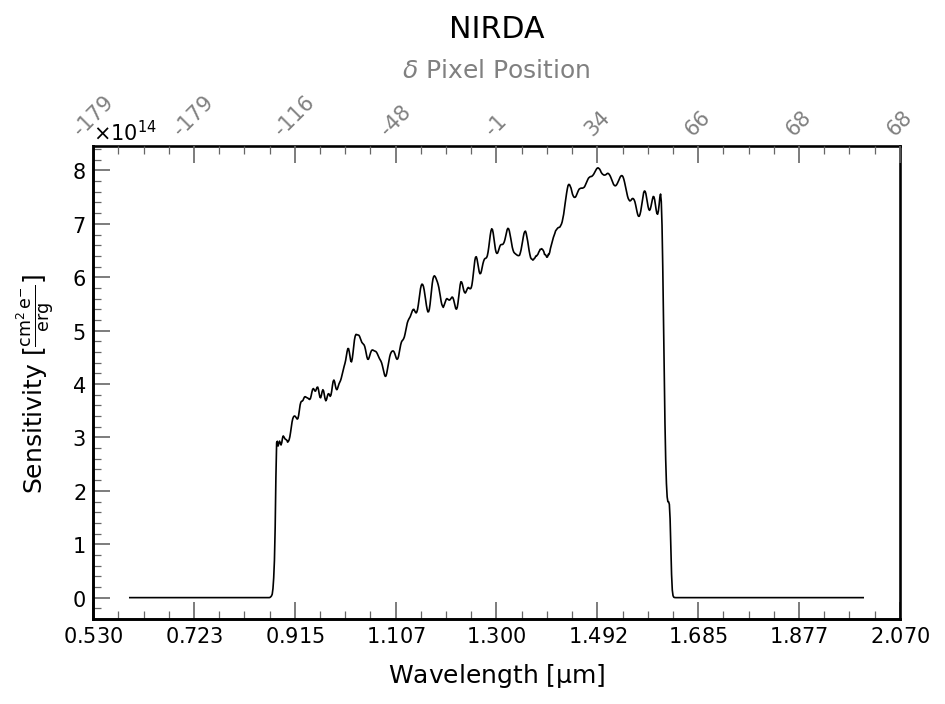 NIRDA
δ Pixel Position
-179 -179 -116 -48 -1 34 66 68 68
×10¹⁴
8
7
6
5
4
3
2
1
0
Sensitivity [cm² e⁻ / erg]
0.530 0.723 0.915 1.107 1.300 1.492 1.685 1.877 2.070
Wavelength [μm]